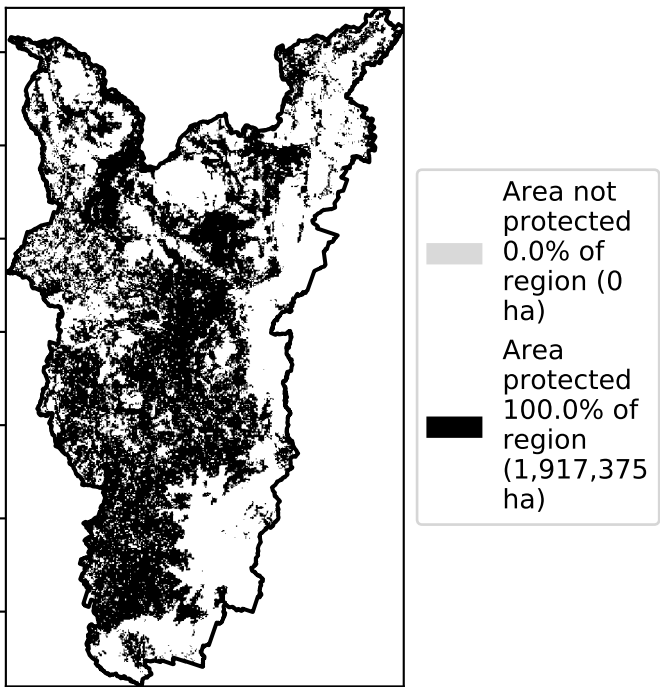 Area not
protected
0.0% of
region (0
ha)
Area
protected
100.0% of
region
(1,917,375
ha)